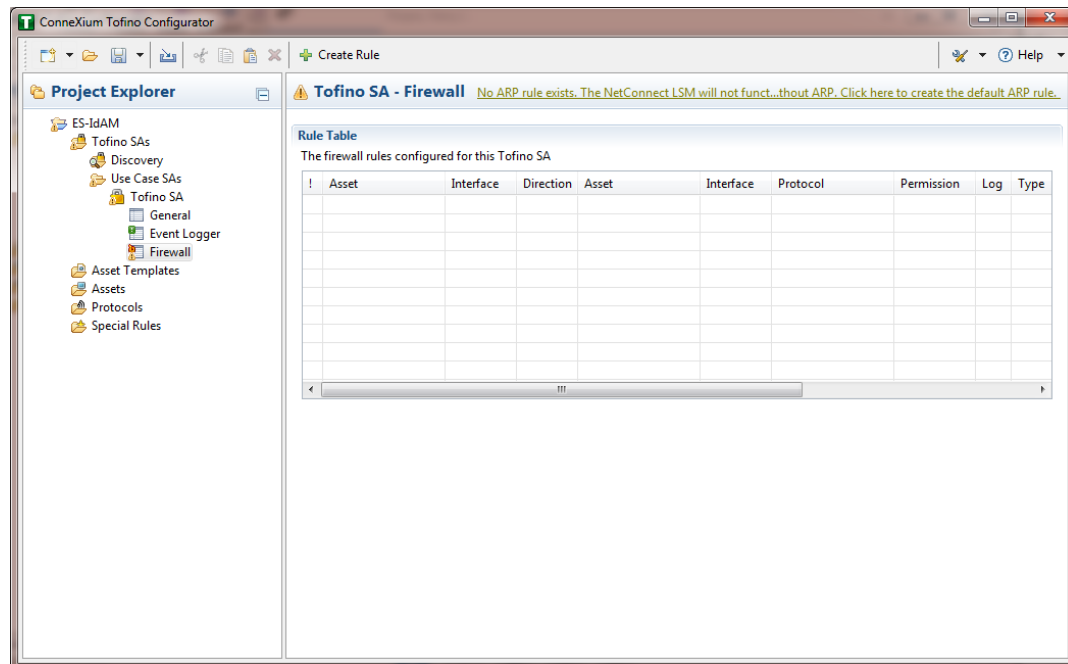 ConneXium Tofino Configurator
Create Rule
Help
Project Explorer
Tofino SA - Firewall No ARP rule exists. The NetConnect LSM will not funct...thout ARP. Click here to create the default ARP rule.
ES-IdAM
Tofino SAs
Discovery
Use Case SAs
Tofino SA
General
Event Logger
Firewall
Asset Templates
Assets
Protocols
Special Rules
Rule Table
The firewall rules configured for this Tofino SA
! Asset Interface Direction Asset Interface Protocol Permission Log Type